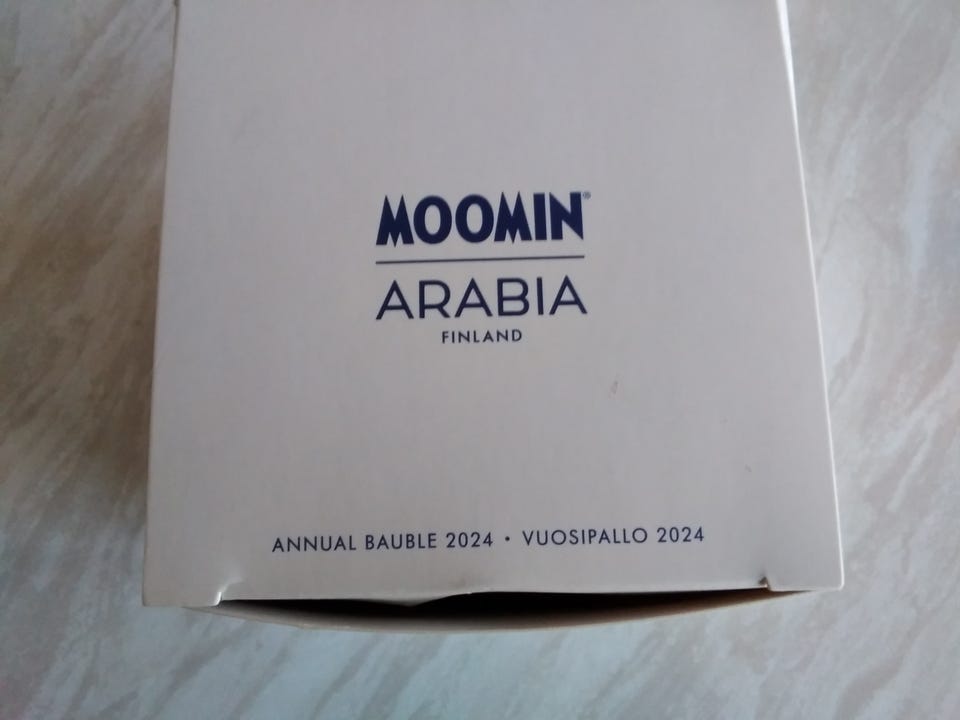 MOOMIN®
ARABIA
FINLAND
ANNUAL BAUBLE 2024 • VUOSIPALLO 2024